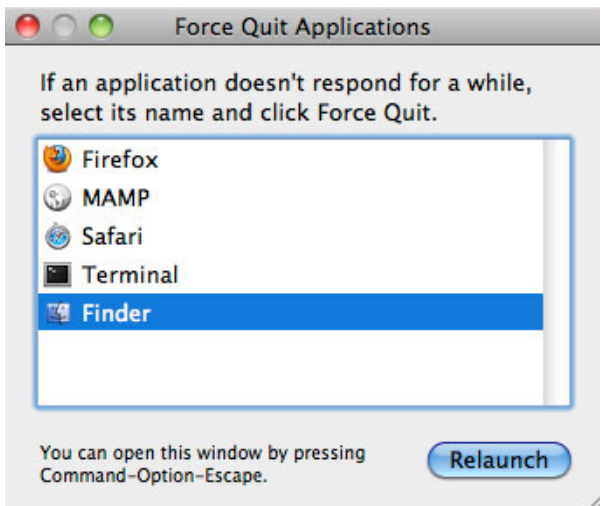 Force Quit Applications
If an application doesn't respond for a while,
select its name and click Force Quit.
Firefox
MAMP
Safari
Terminal
Finder
You can open this window by pressing
Command-Option-Escape.
Relaunch